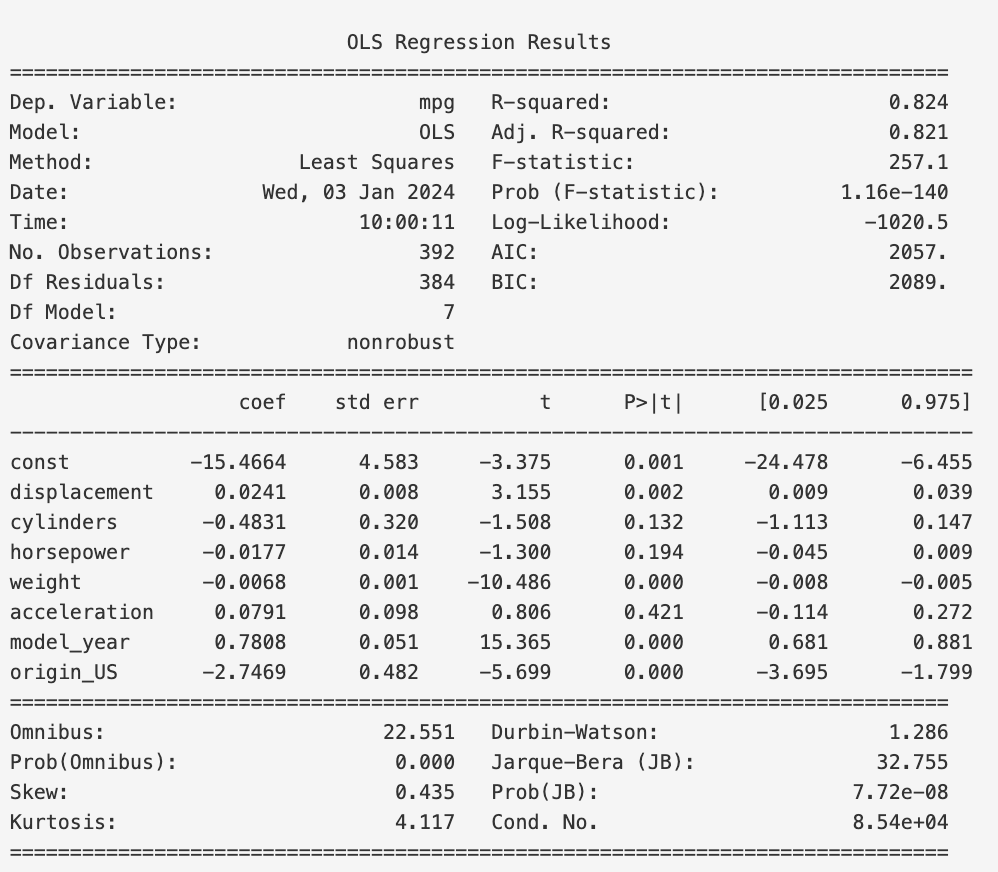 OLS Regression Results
==============================================================================
Dep. Variable:                    mpg   R-squared:                       0.824
Model:                            OLS   Adj. R-squared:                  0.821
Method:                 Least Squares   F-statistic:                     257.1
Date:                Wed, 03 Jan 2024   Prob (F-statistic):          1.16e-140
Time:                        10:00:11   Log-Likelihood:                -1020.5
No. Observations:                 392   AIC:                             2057.
Df Residuals:                     384   BIC:                             2089.
Df Model:                           7
Covariance Type:            nonrobust
================================================================================
                   coef    std err          t      P>|t|      [0.025      0.975]
--------------------------------------------------------------------------------
const          -15.4664      4.583     -3.375      0.001     -24.478      -6.455
displacement     0.0241      0.008      3.155      0.002       0.009       0.039
cylinders       -0.4831      0.320     -1.508      0.132      -1.113       0.147
horsepower      -0.0177      0.014     -1.300      0.194      -0.045       0.009
weight          -0.0068      0.001    -10.486      0.000      -0.008      -0.005
acceleration     0.0791      0.098      0.806      0.421      -0.114       0.272
model_year       0.7808      0.051     15.365      0.000       0.681       0.881
origin_US       -2.7469      0.482     -5.699      0.000      -3.695      -1.799
==============================================================================
Omnibus:                       22.551   Durbin-Watson:                   1.286
Prob(Omnibus):                  0.000   Jarque-Bera (JB):               32.755
Skew:                           0.435   Prob(JB):                     7.72e-08
Kurtosis:                       4.117   Cond. No.                     8.54e+04
==============================================================================